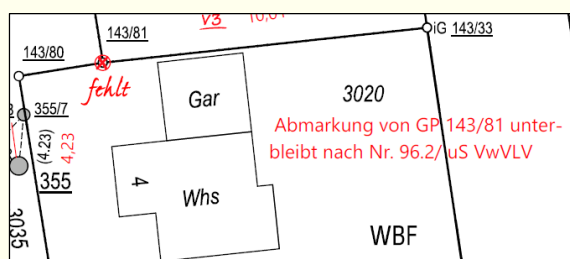 v3
143/81
iG 143/33
143/80
fehlt
Gar
3020
355/7
(4.23)
4,23
Abmarkung von GP 143/81 unter-
bleibt nach Nr. 96.2/ uS VwVLV
355
4
Whs
3035
WBF